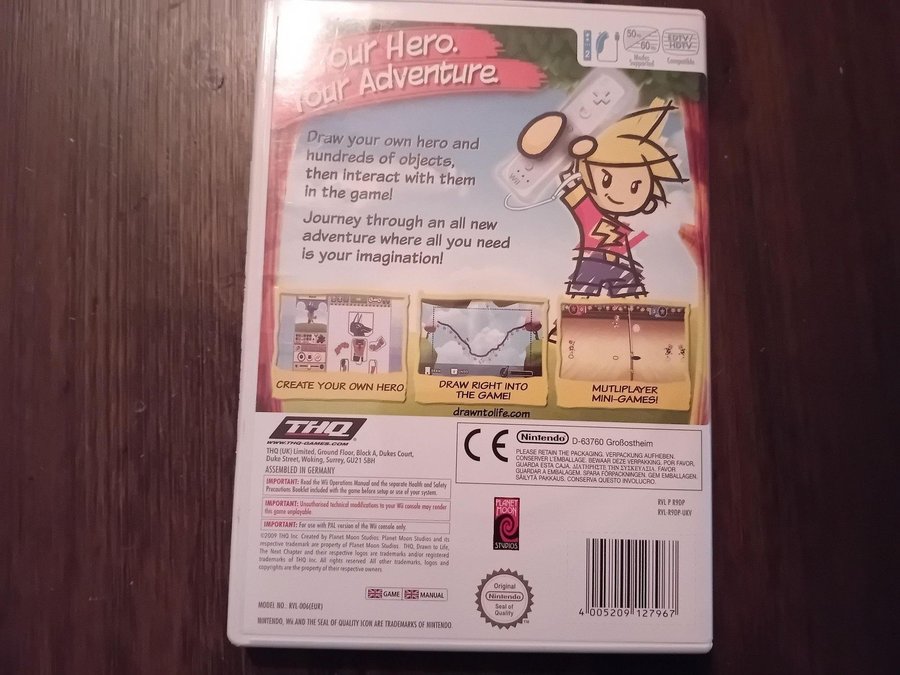 Your Hero.
Your Adventure.
50Hz
60Hz
Modes
Supported
EDTV/
HDTV
Compatible
Wii
Draw your own hero and
hundreds of objects,
then interact with them
in the game!
Journey through an all new
adventure where all you need
is your imagination!
CREATE YOUR OWN HERO
DRAW RIGHT INTO
THE GAME!
MUTLIPLAYER
MINI-GAMES!
drawntolife.com
THQ
WWW.THQ-GAMES.COM
THQ (UK) Limited, Ground Floor, Block A, Dukes Court,
Duke Street, Woking, Surrey, GU21 5BH
ASSEMBLED IN GERMANY
IMPORTANT: Read the Wii Operations Manual and the separate Health and Safety
Precautions Booklet included with the game before setup or use of your system.
IMPORTANT: Unauthorised technical modifications to your Wii console may render
this game unplayable
IMPORTANT: For use with PAL version of the Wii console only.
©2009 THQ Inc. Created by Planet Moon Studios. Planet Moon Studios and its
respective trademark are property of Planet Moon Studios. THQ, Drawn to Life,
The Next Chapter and their respective logos are trademarks and/or registered
trademarks of THQ Inc. All rights reserved. All other trademarks, logos and
copyrights are the property of their respective owners.
GAME
MANUAL
MODEL NO.: RVL-006(EUR)
NINTENDO, Wii AND THE SEAL OF QUALITY ICON ARE TRADEMARKS OF NINTENDO
CE
Nintendo
D-63760 Großostheim
PLEASE RETAIN THE PACKAGING. VERPACKUNG AUFHEBEN.
CONSERVER L'EMBALLAGE. BEWAAR DEZE VERPAKKING. POR FAVOR,
GUARDA ESTA CAJA. ΔΙΑΤΗΡΗΣΤΕ ΤΗΝ ΣΥΣΚΕΥΑΣΙΑ. FAVOR
GUARDAR A EMBALAGEM. SPARA FÖRPACKNINGEN. GEM EMBALLAGEN.
SÄILYTÄ PAKKAUS. CONSERVA QUESTO INVOLUCRO.
PLANET
MOON
STUDIOS
RVL P R9DP
RVL-R9DP-UKV
Original
Nintendo
Seal of
Quality
TM
4 005209 127967